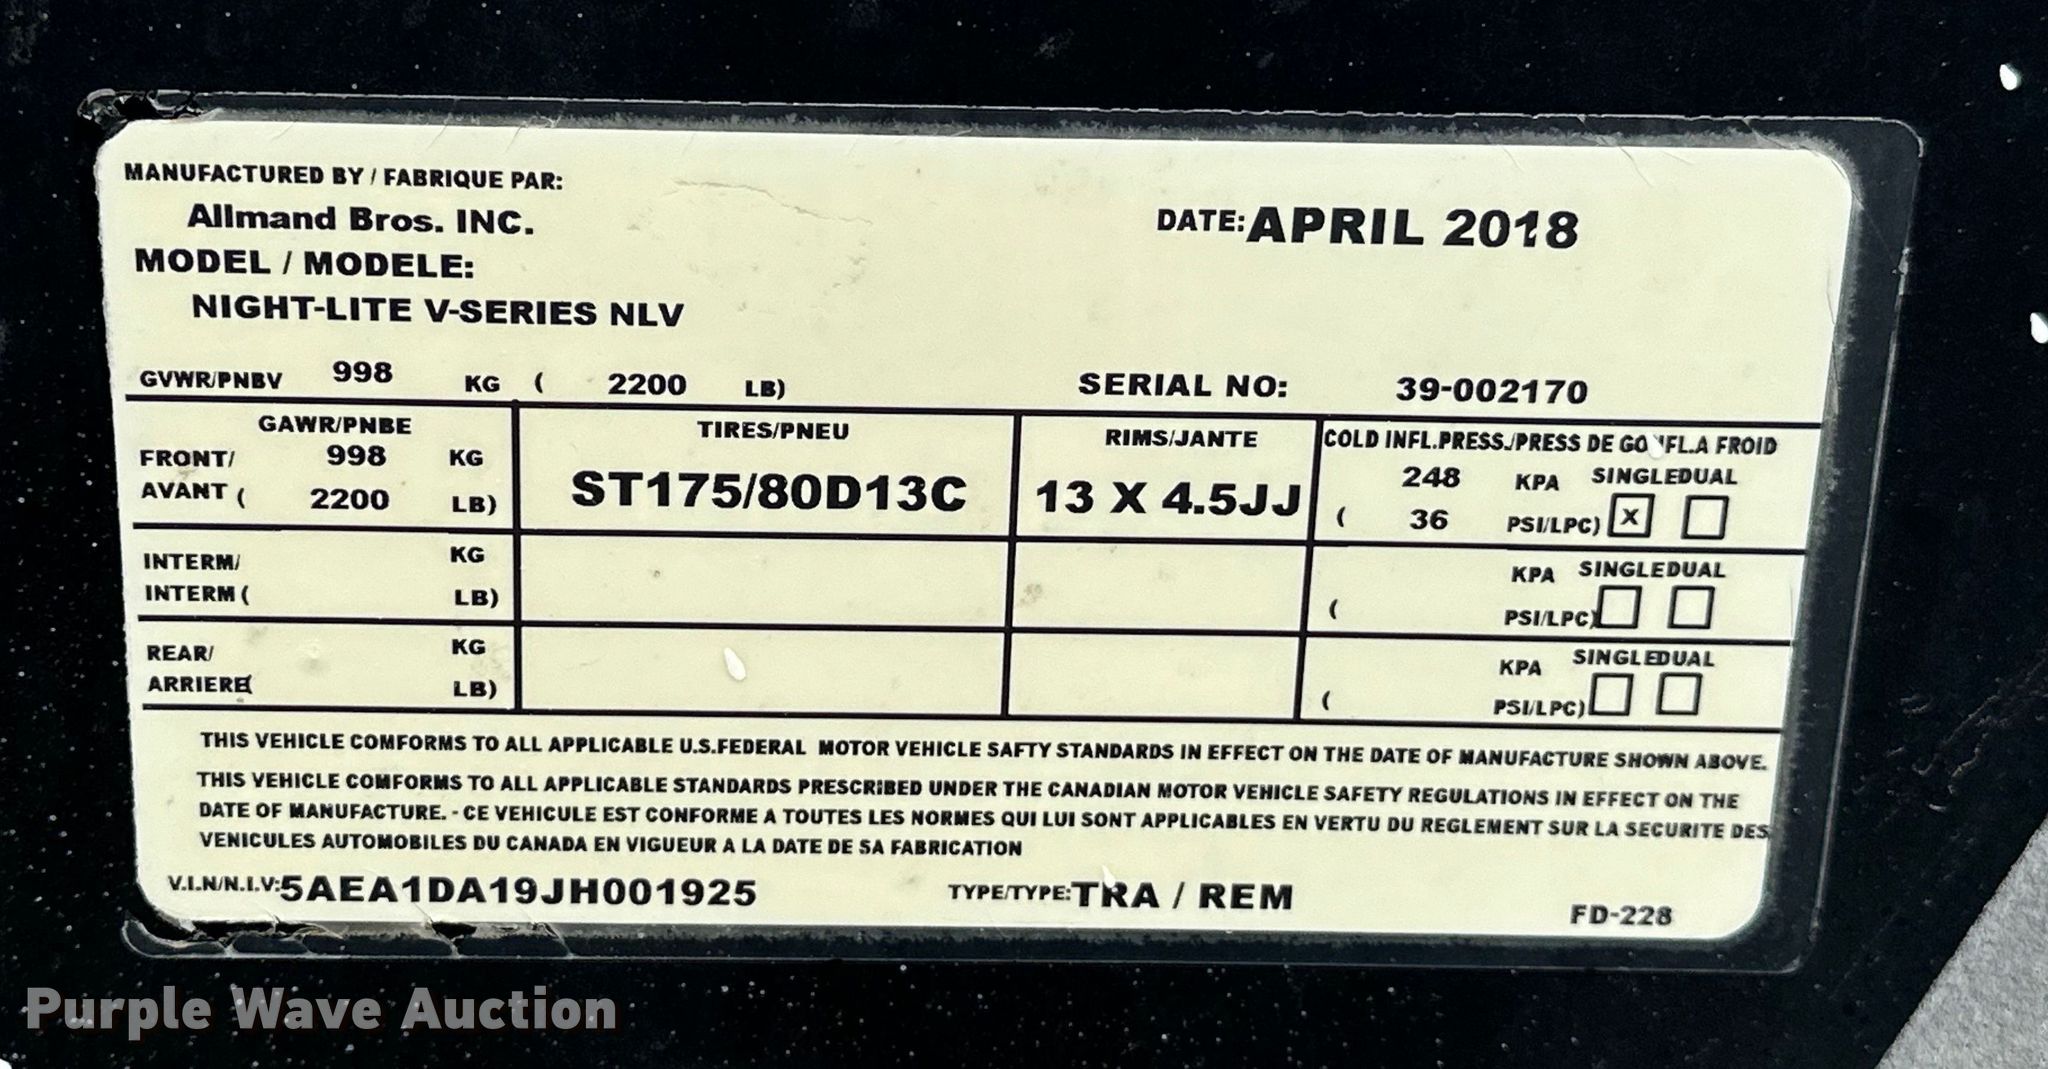 MANUFACTURED BY / FABRIQUE PAR:
Allmand Bros. INC.
DATE: APRIL 2018
MODEL / MODELE:
NIGHT-LITE V-SERIES NLV
GVWR/PNBV 998 KG ( 2200 LB) SERIAL NO: 39-002170
GAWR/PNBE TIRES/PNEU RIMS/JANTE COLD INFL.PRESS./PRESS DE GONFL.A FROID
FRONT/ 998 KG 248 KPA SINGLE DUAL
AVANT ( 2200 LB) ST175/80D13C 13 X 4.5JJ ( 36 PSI/LPC) X
INTERM/ KG KPA SINGLE DUAL
INTERM ( LB) ( PSI/LPC)
REAR/ KG KPA SINGLE DUAL
ARRIERE( LB) ( PSI/LPC)
THIS VEHICLE COMFORMS TO ALL APPLICABLE U.S.FEDERAL MOTOR VEHICLE SAFTY STANDARDS IN EFFECT ON THE DATE OF MANUFACTURE SHOWN ABOVE.
THIS VEHICLE COMFORMS TO ALL APPLICABLE STANDARDS PRESCRIBED UNDER THE CANADIAN MOTOR VEHICLE SAFETY REGULATIONS IN EFFECT ON THE
DATE OF MANUFACTURE. - CE VEHICULE EST CONFORME A TOUTES LES NORMES QUI LUI SONT APPLICABLES EN VERTU DU REGLEMENT SUR LA SECURITE DES
VENICULES AUTOMOBILES DU CANADA EN VIGUEUR A LA DATE DE SA FABRICATION
V.I.N/N.I.V: 5AEA1DA19JH001925 TYPE/TYPE: TRA / REM
FD-228
Purple Wave Auction